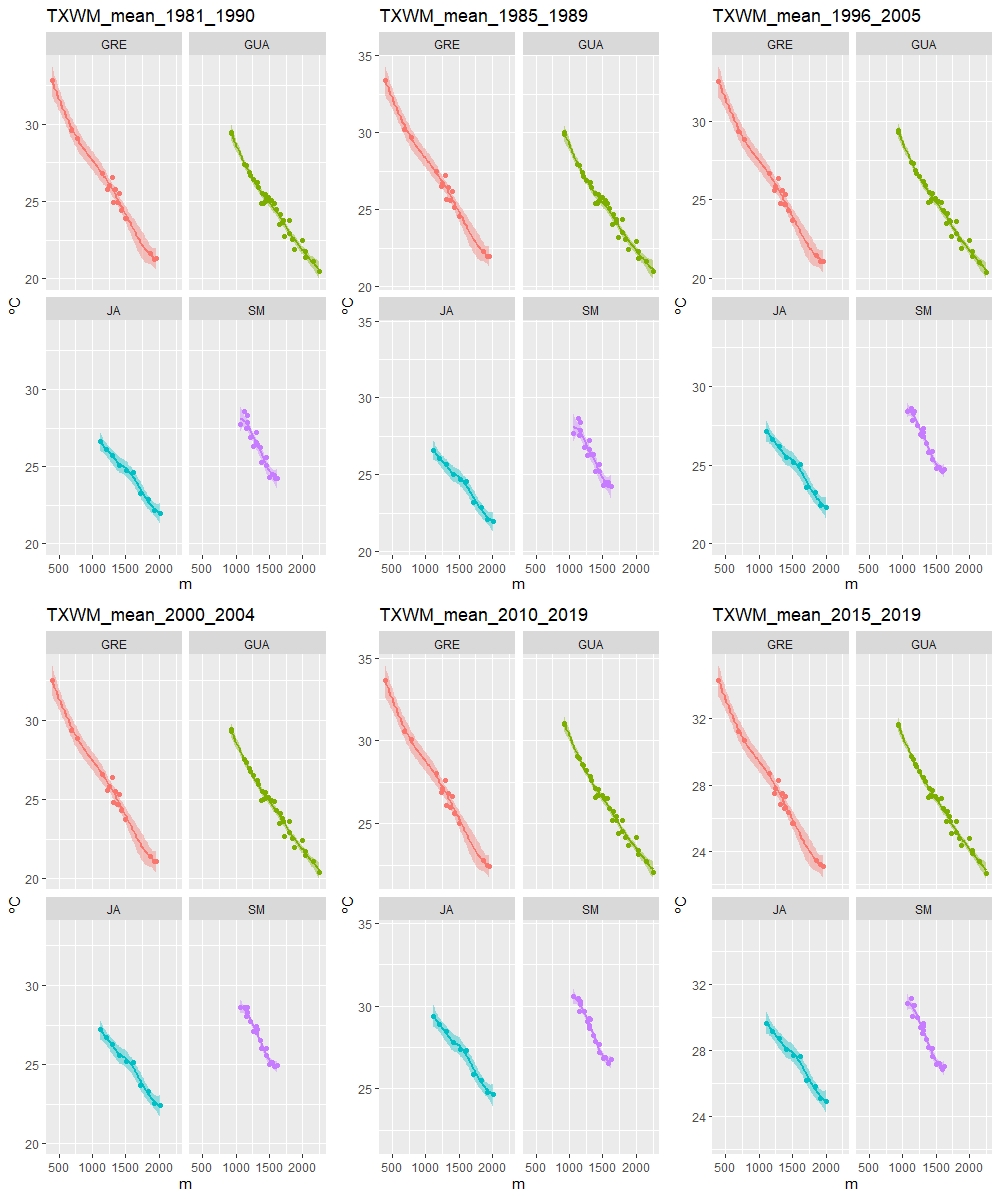 TXWM_mean_1981_1990
GRE GUA
30
25
20
°C
JA SM
30
25
20
500 1000 1500 2000 500 1000 1500 2000
m
TXWM_mean_1985_1989
GRE GUA
35
30
25
20
°C
JA SM
35
30
25
20
500 1000 1500 2000 500 1000 1500 2000
m
TXWM_mean_1996_2005
GRE GUA
30
25
20
°C
JA SM
30
25
20
500 1000 1500 2000 500 1000 1500 2000
m
TXWM_mean_2000_2004
GRE GUA
30
25
20
°C
JA SM
30
25
20
500 1000 1500 2000 500 1000 1500 2000
m
TXWM_mean_2010_2019
GRE GUA
35
30
25
°C
JA SM
35
30
25
500 1000 1500 2000 500 1000 1500 2000
m
TXWM_mean_2015_2019
GRE GUA
32
28
24
°C
JA SM
32
28
24
500 1000 1500 2000 500 1000 1500 2000
m